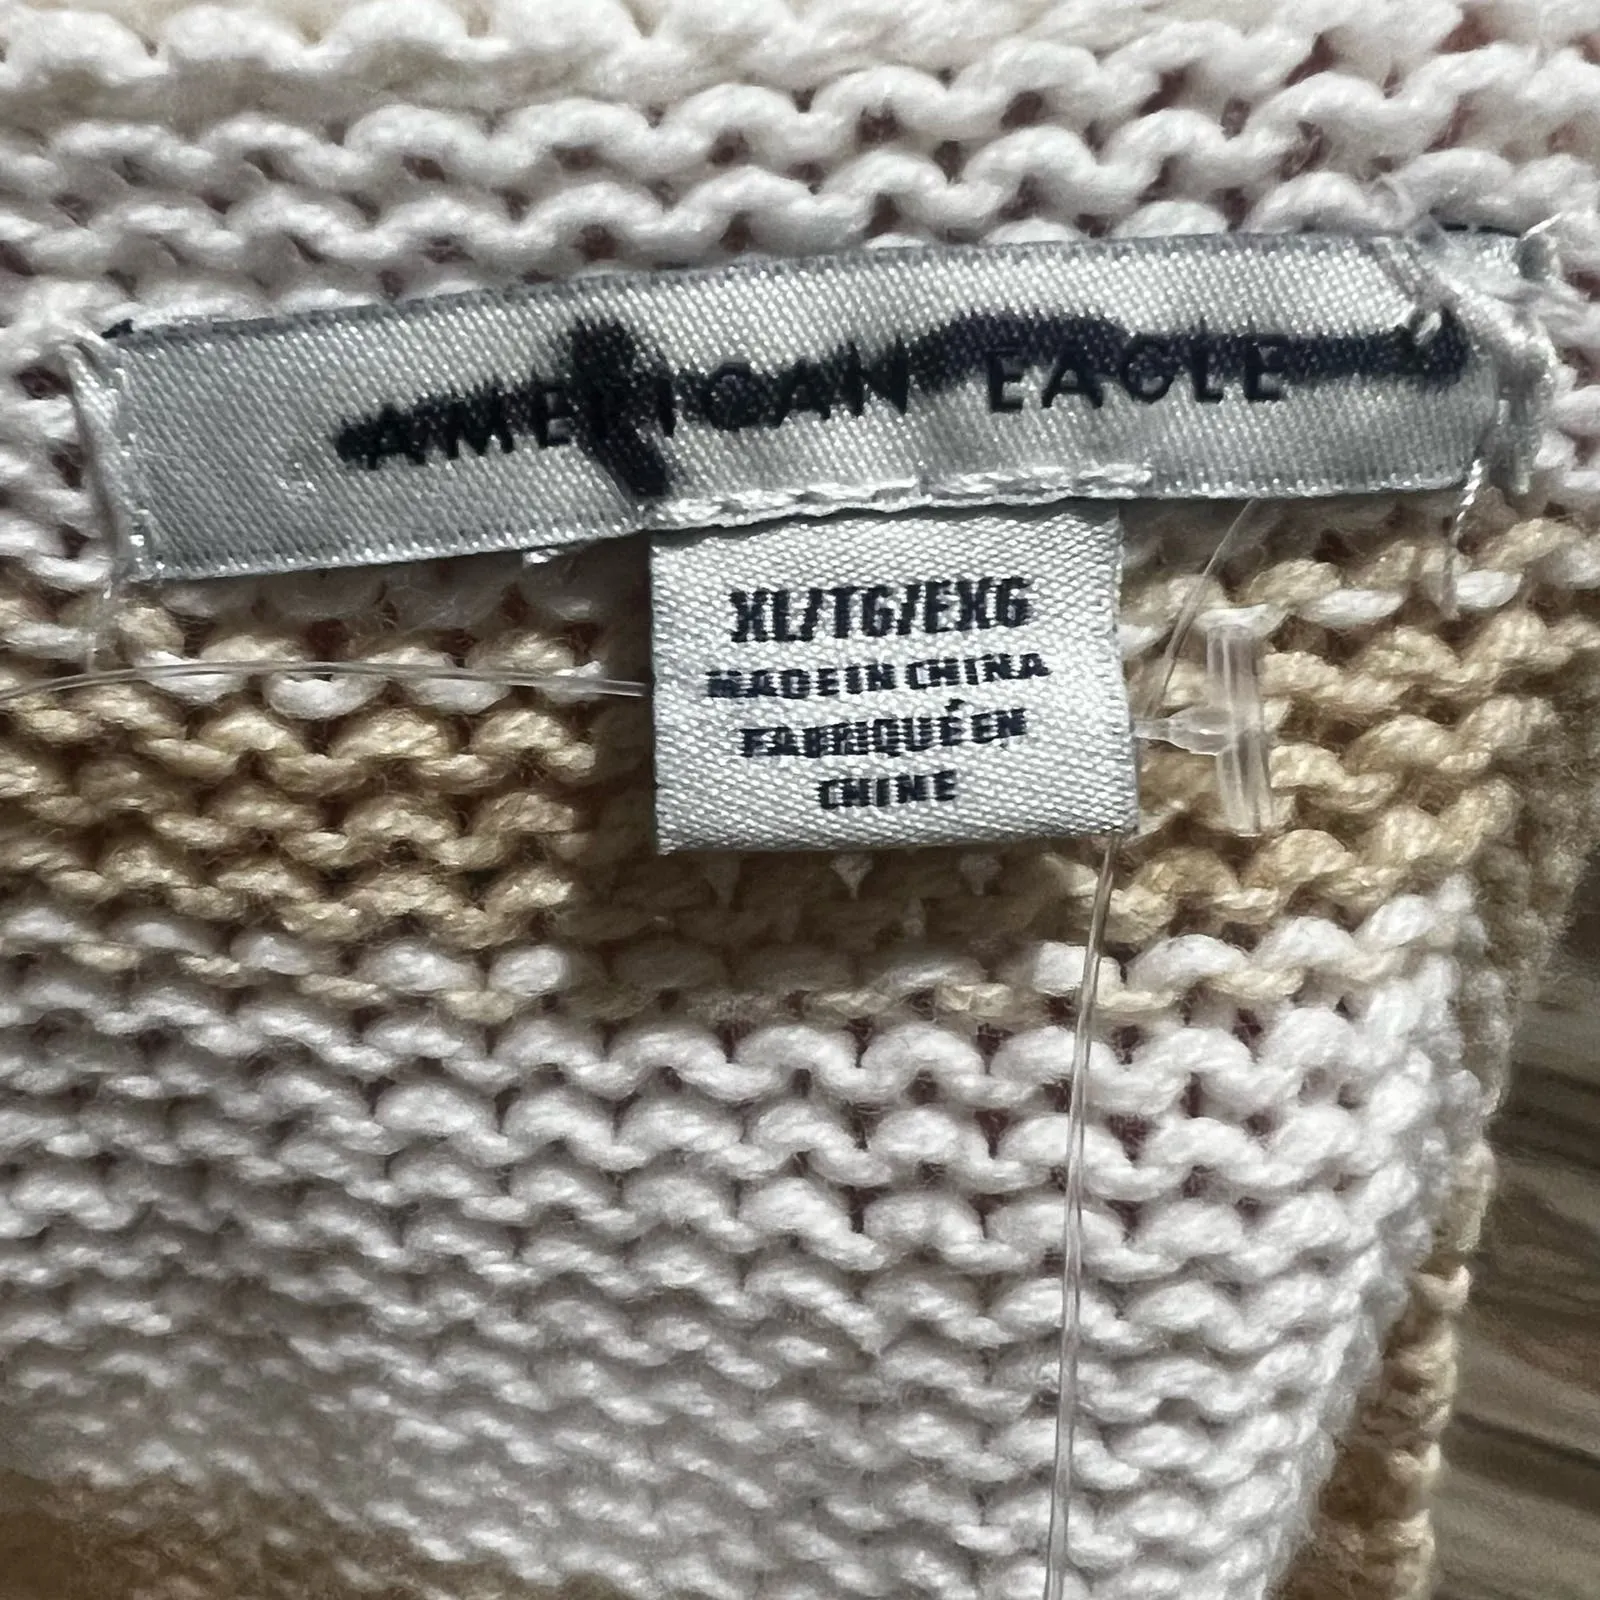 AMERICAN EAGLE
XL/TG/EXG
MADE IN CHINA
FABRIQUÉ EN
CHINE